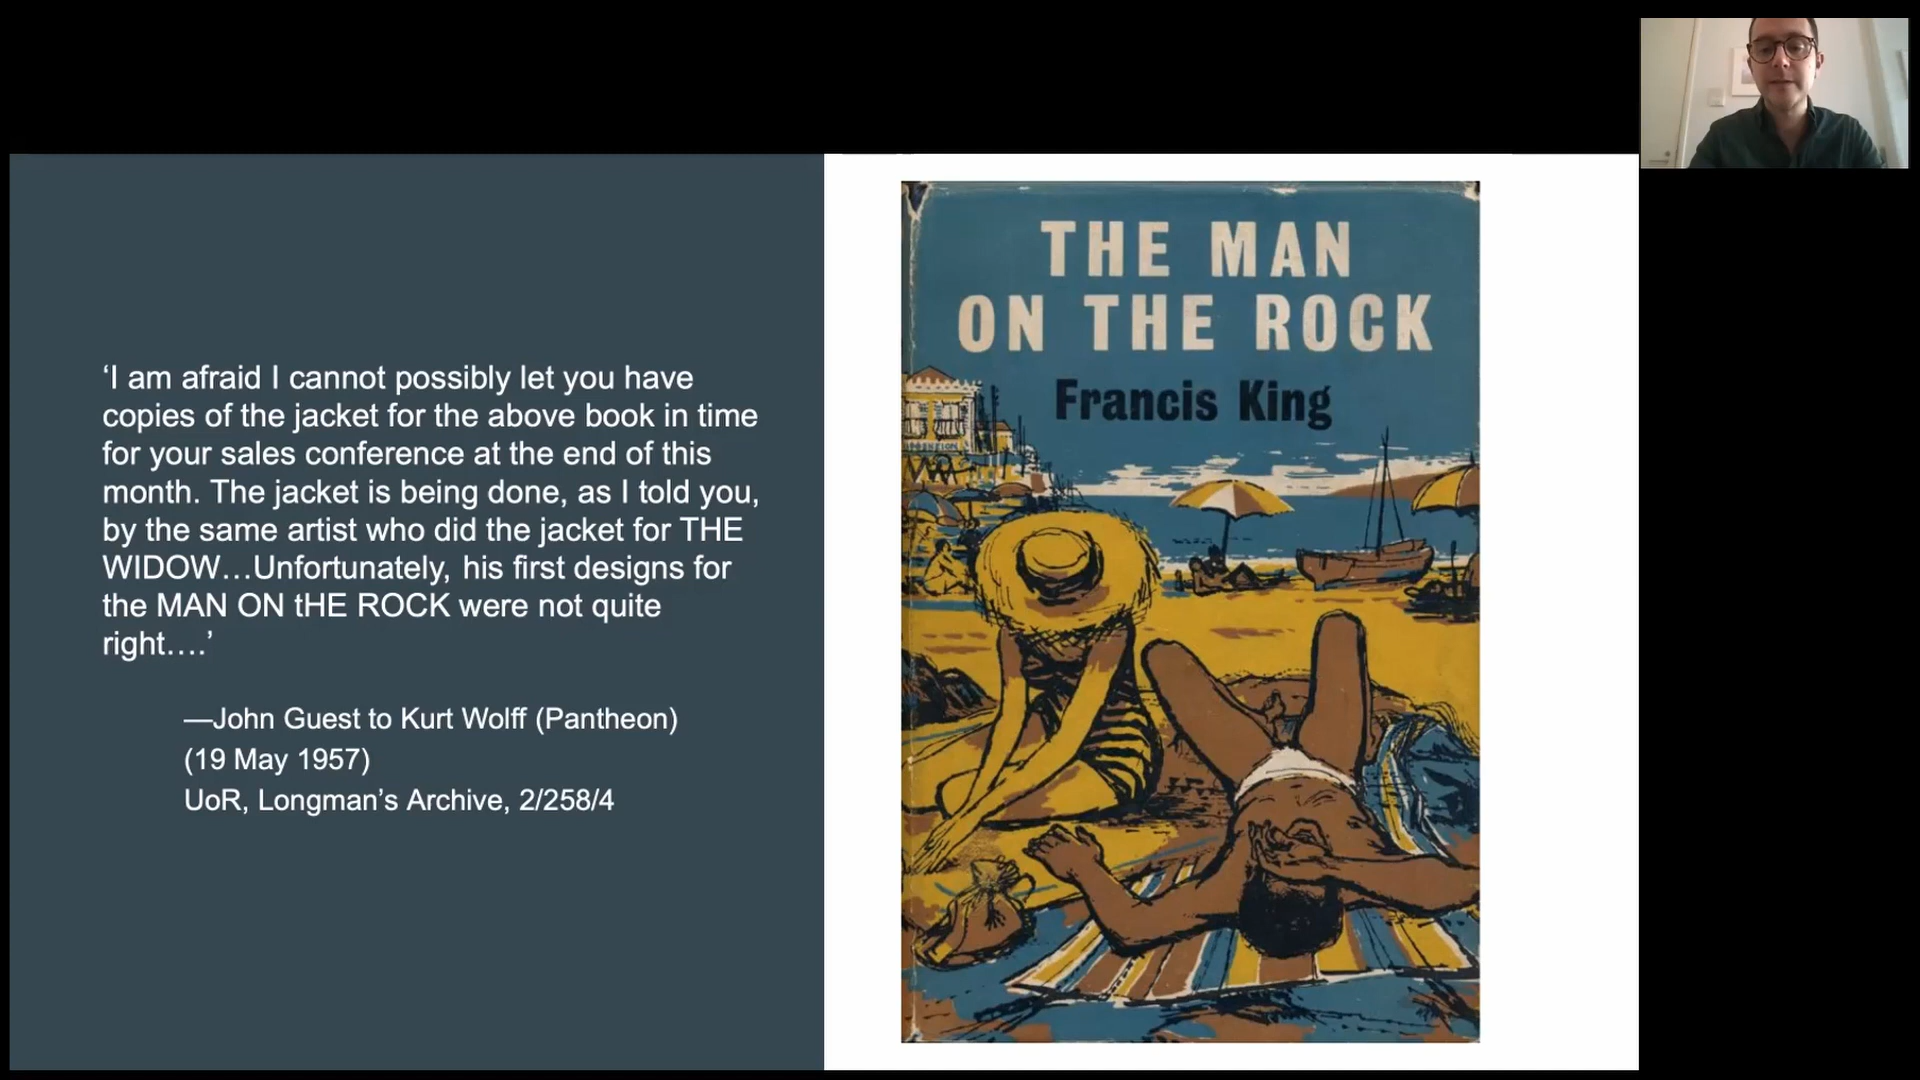 ‘I am afraid I cannot possibly let you have
copies of the jacket for the above book in time
for your sales conference at the end of this
month. The jacket is being done, as I told you,
by the same artist who did the jacket for THE
WIDOW…Unfortunately, his first designs for
the MAN ON tHE ROCK were not quite
right….’
—John Guest to Kurt Wolff (Pantheon)
(19 May 1957)
UoR, Longman’s Archive, 2/258/4
THE MAN
ON THE ROCK
Francis King